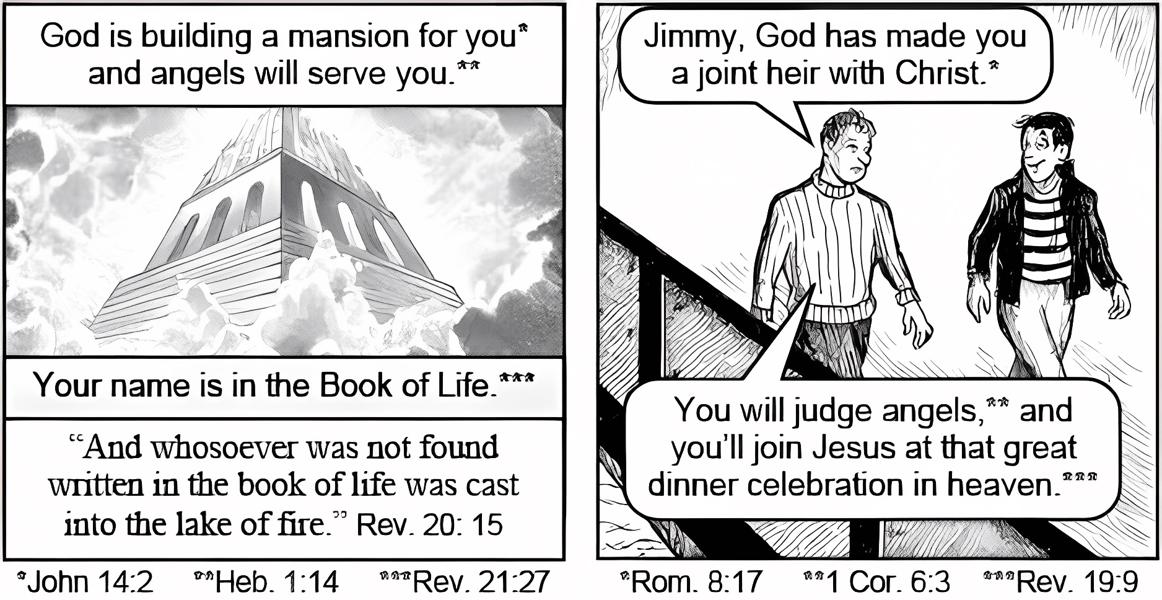 God is building a mansion for you*
and angels will serve you.**
Your name is in the Book of Life.***
“And whosoever was not found
written in the book of life was cast
into the lake of fire.” Rev. 20: 15
*John 14:2 **Heb. 1:14 ***Rev. 21:27
Jimmy, God has made you
a joint heir with Christ.*
You will judge angels,** and
you’ll join Jesus at that great
dinner celebration in heaven.***
*Rom. 8:17 **1 Cor. 6:3 ***Rev. 19:9